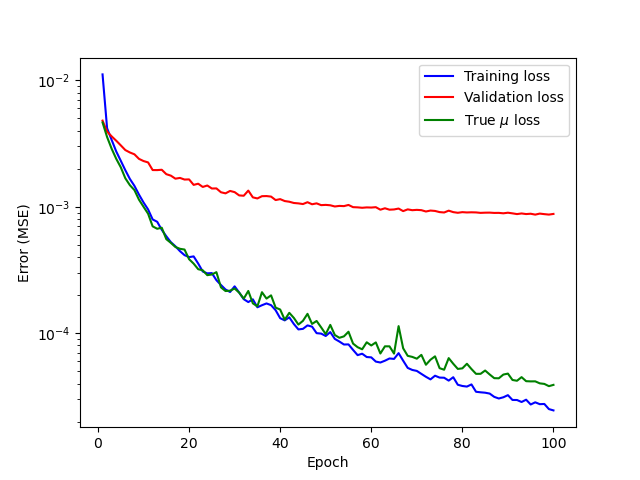 Training loss
Validation loss
True μ loss
10⁻²
10⁻³
10⁻⁴
Error (MSE)
0 20 40 60 80 100
Epoch